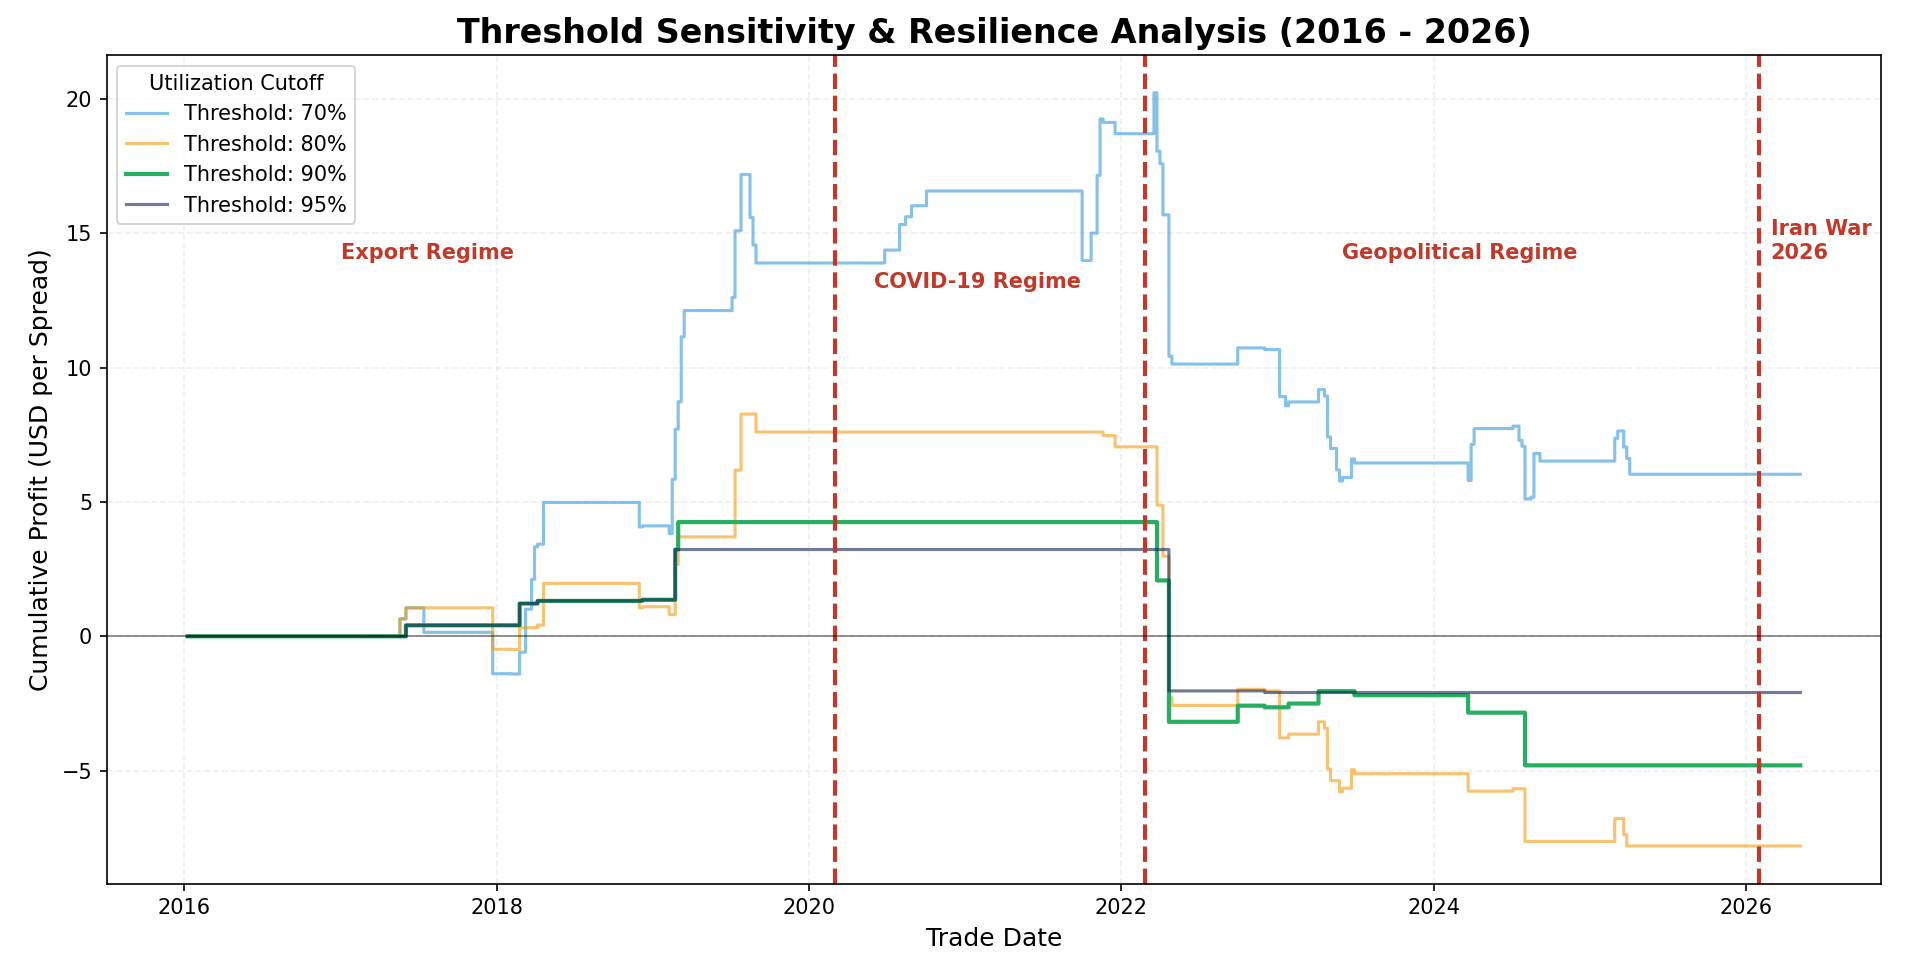 Threshold Sensitivity & Resilience Analysis (2016 - 2026)
Utilization Cutoff
Threshold: 70%
Threshold: 80%
Threshold: 90%
Threshold: 95%
Export Regime
COVID-19 Regime
Geopolitical Regime
Iran War
2026
Cumulative Profit (USD per Spread)
20
15
10
5
0
−5
2016
2018
2020
2022
2024
2026
Trade Date